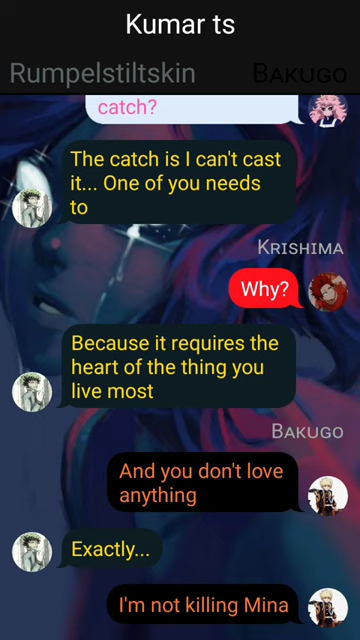 Kumar ts
Rumpelstiltskin
Bakugo
catch?
The catch is I can't cast
it... One of you needs
to
Krishima
Why?
Because it requires the
heart of the thing you
live most
Bakugo
And you don't love
anything
Exactly...
I'm not killing Mina